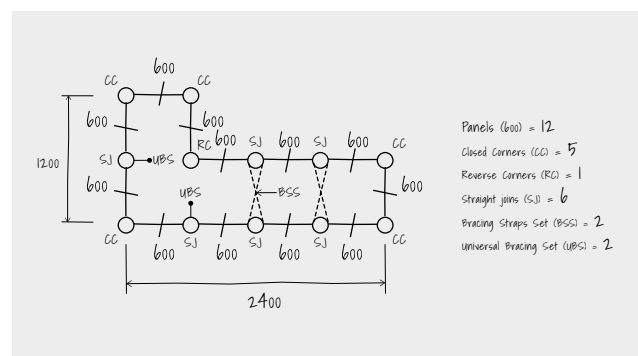 600
CC CC
600 600
RC 600 SJ 600 SJ 600 CC
1200 SJ UBS
600 UBS BSS 600
CC SJ SJ SJ CC
600 600 600 600
2400
Panels (600) = 12
Closed Corners (CC) = 5
Reverse Corners (RC) = 1
Straight joins (SJ) = 6
Bracing Straps Set (BSS) = 2
Universal Bracing Set (UBS) = 2